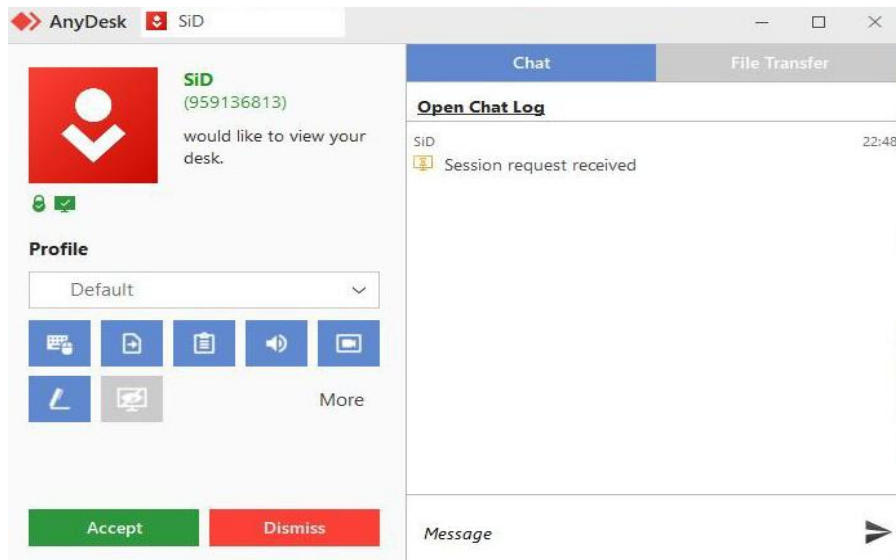 AnyDesk
SiD
SiD
(959136813)
would like to view your
desk.
Profile
Default
More
Accept
Dismiss
Chat
File Transfer
Open Chat Log
SiD
22:48
Session request received
Message